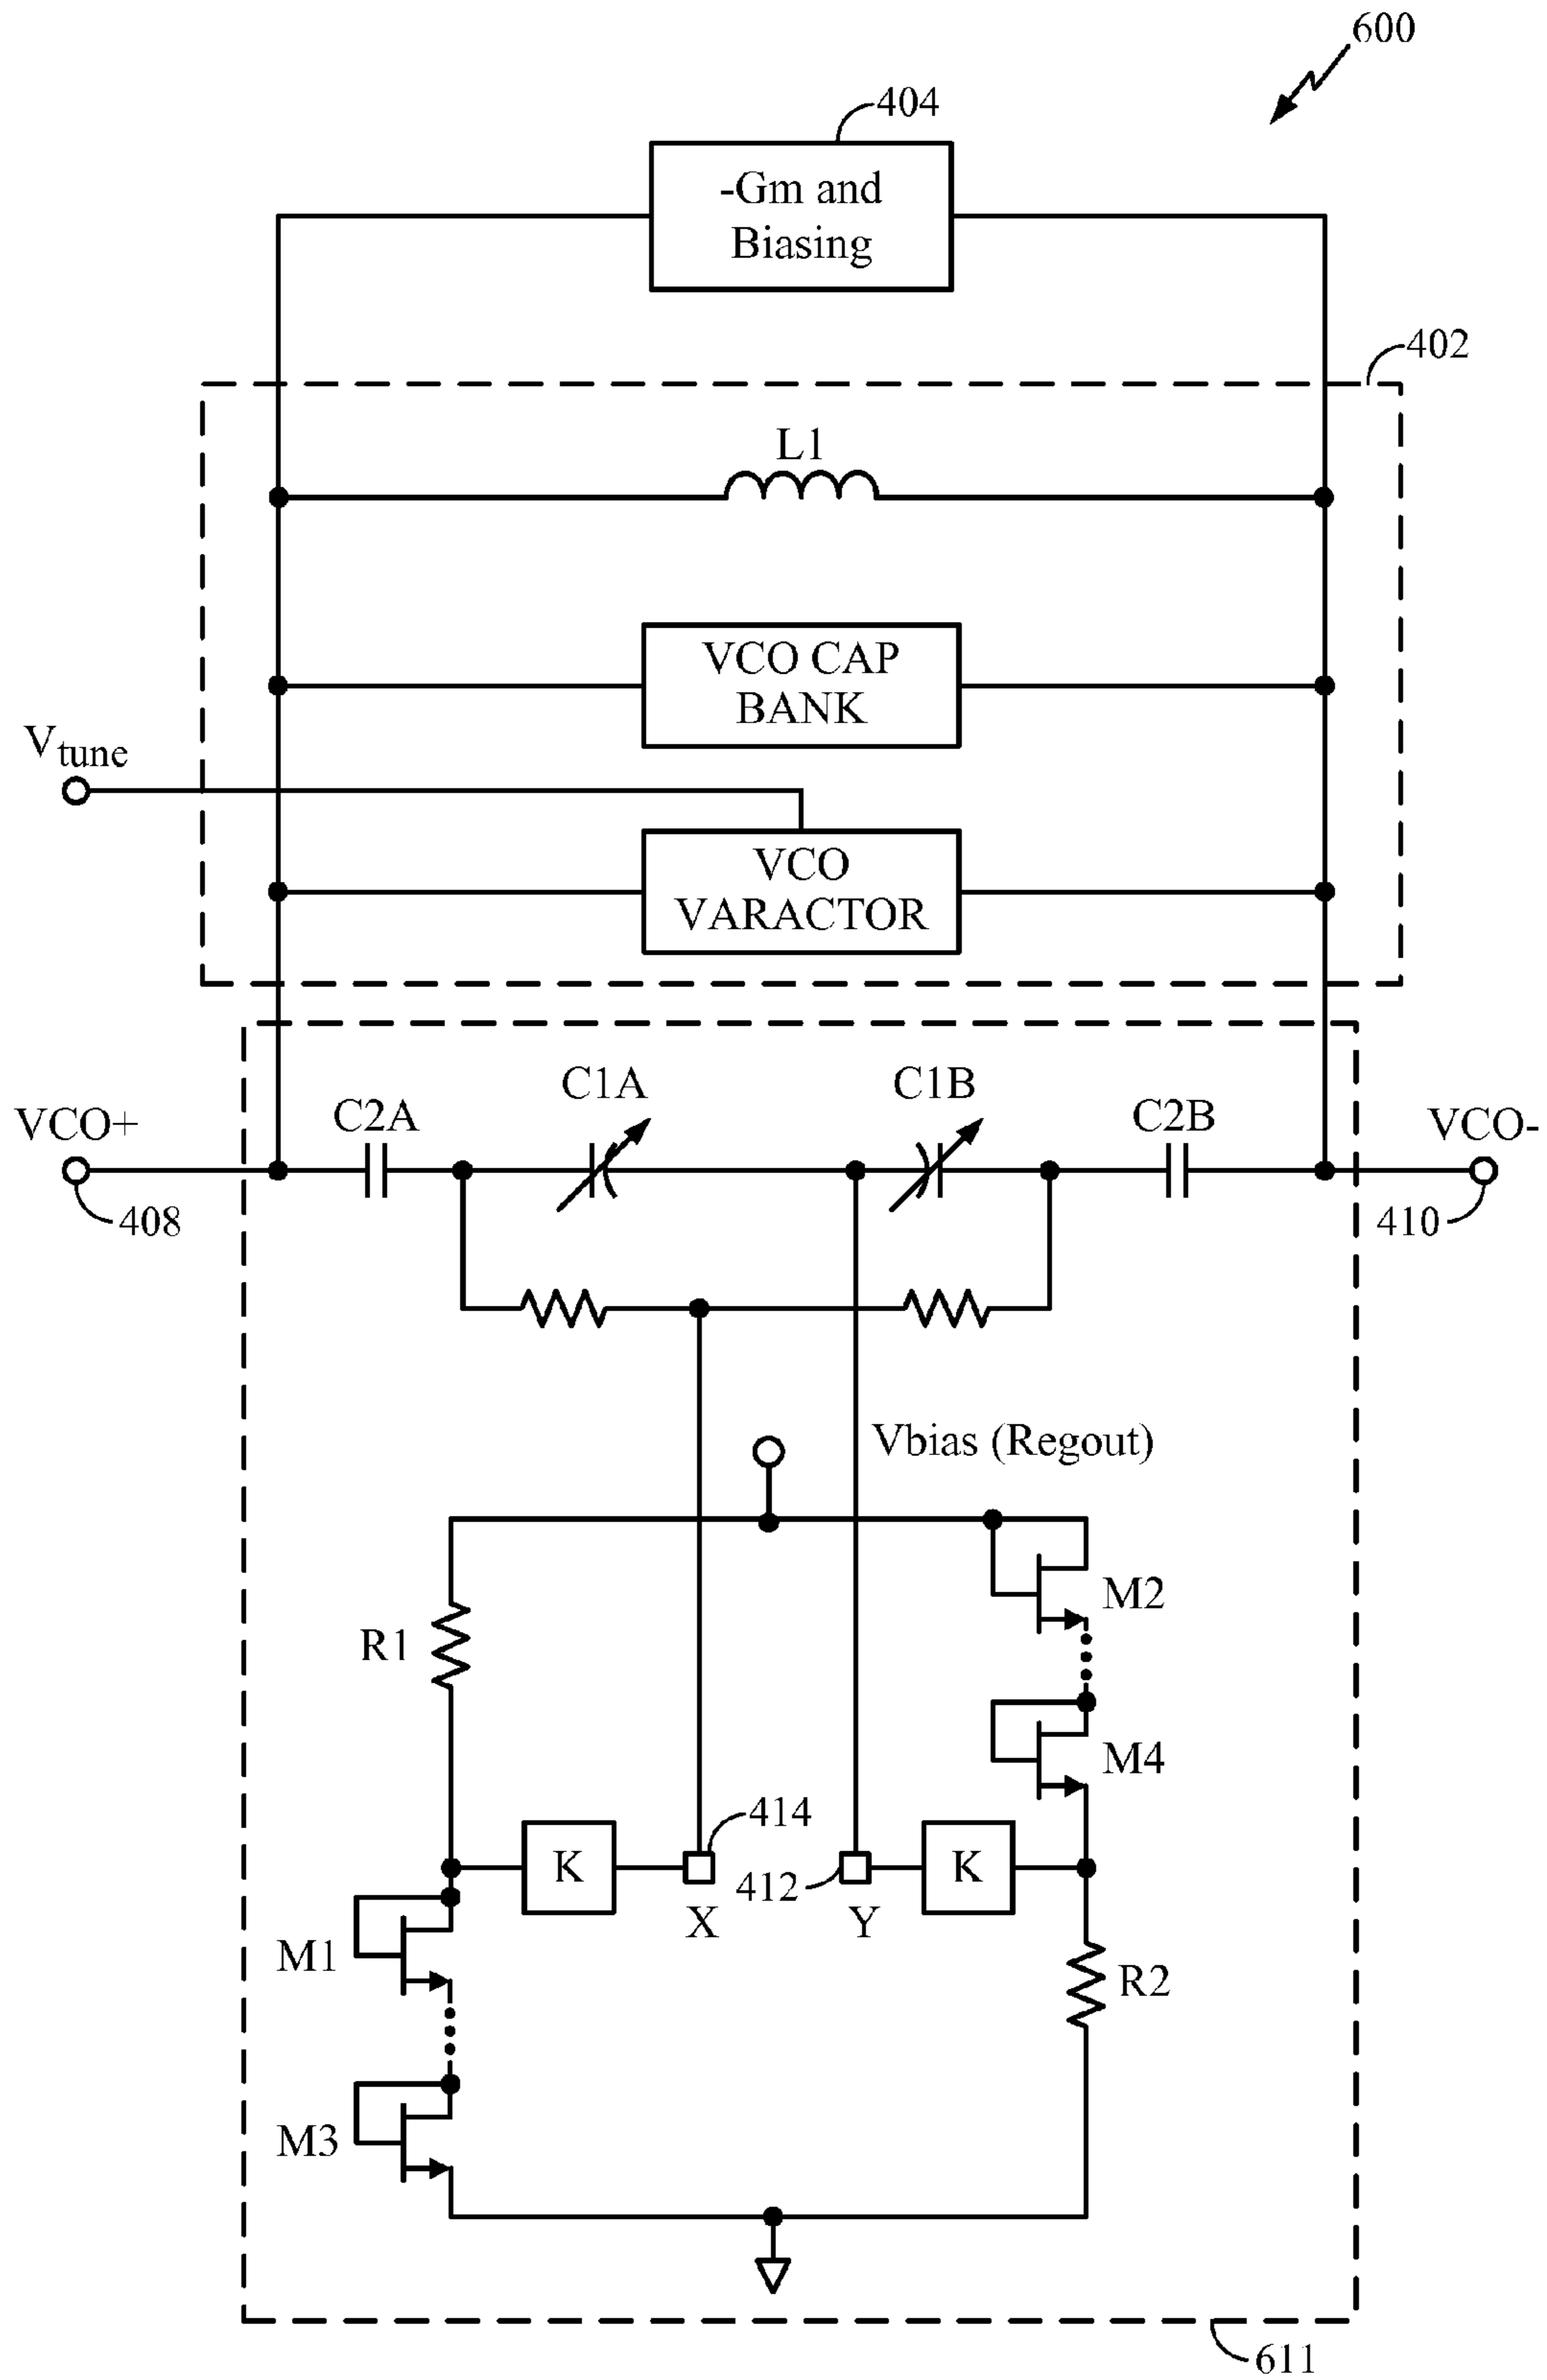 600
404
-Gm and
Biasing
402
L1
VCO CAP
BANK
Vtune
VCO
VARACTOR
C1A
C1B
C2A
C2B
VCO+
VCO-
408
410
Vbias (Regout)
M2
R1
M4
414
K
K
412
X
Y
M1
R2
M3
611